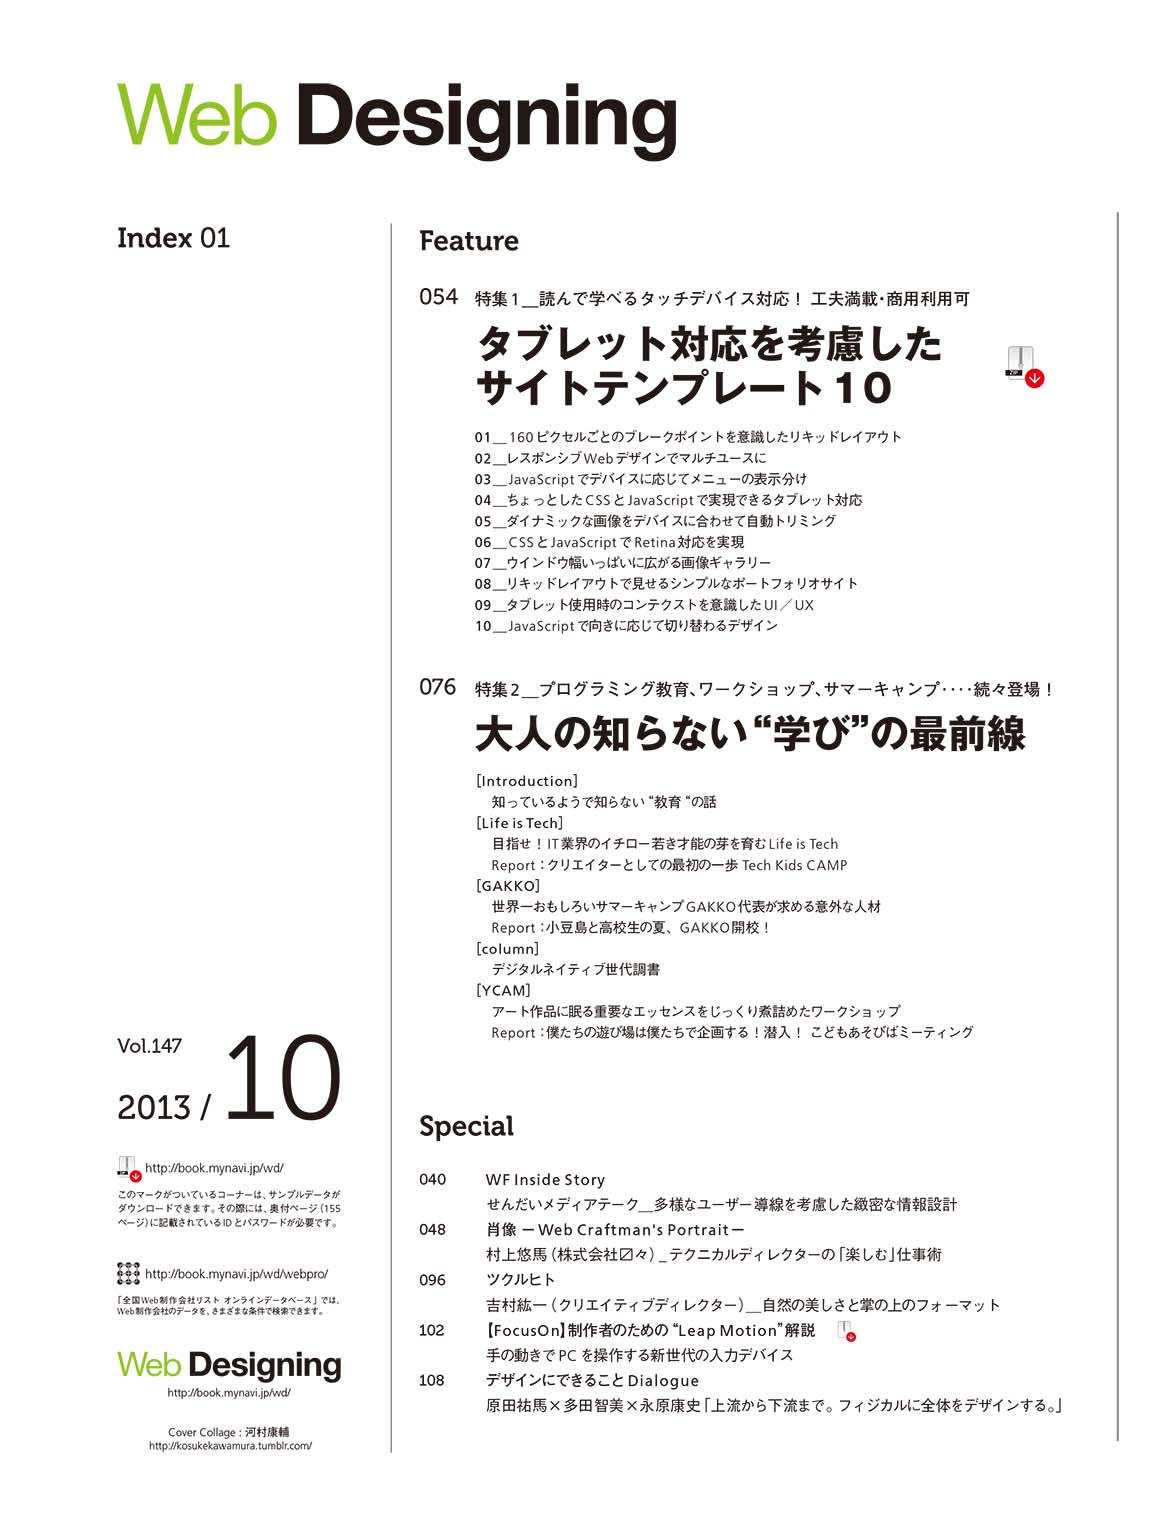 Web Designing
Index 01
Feature
054 特集1__読んで学べるタッチデバイス対応！ 工夫満載・商用利用可
タブレット対応を考慮した
サイトテンプレート10
ZIP
01__160ピクセルごとのブレークポイントを意識したリキッドレイアウト
02__レスポンシブWebデザインでマルチユースに
03__JavaScriptでデバイスに応じてメニューの表示分け
04__ちょっとしたCSSとJavaScriptで実現できるタブレット対応
05__ダイナミックな画像をデバイスに合わせて自動トリミング
06__CSSとJavaScriptでRetina対応を実現
07__ウインドウ幅いっぱいに広がる画像ギャラリー
08__リキッドレイアウトで見せるシンプルなポートフォリオサイト
09__タブレット使用時のコンテクストを意識したUI／UX
10__JavaScriptで向きに応じて切り替わるデザイン
076 特集2__プログラミング教育、ワークショップ、サマーキャンプ‥‥続々登場！
大人の知らない“学び”の最前線
[Introduction]
知っているようで知らない“教育“の話
[Life is Tech]
目指せ！IT業界のイチロー若き才能の芽を育むLife is Tech
Report：クリエイターとしての最初の一歩 Tech Kids CAMP
[GAKKO]
世界一おもしろいサマーキャンプGAKKO代表が求める意外な人材
Report：小豆島と高校生の夏、GAKKO開校！
[column]
デジタルネイティブ世代調書
[YCAM]
アート作品に眠る重要なエッセンスをじっくり煮詰めたワークショップ
Report：僕たちの遊び場は僕たちで企画する！潜入！ こどもあそびばミーティング
Special
040 WF Inside Story
せんだいメディアテーク__多様なユーザー導線を考慮した緻密な情報設計
048 肖像 －Web Craftman's Portrait－
村上悠馬（株式会社〼々）_テクニカルディレクターの「楽しむ」仕事術
096 ツクルヒト
吉村紘一（クリエイティブディレクター）__自然の美しさと掌の上のフォーマット
102 【FocusOn】制作者のための“Leap Motion”解説
手の動きでPCを操作する新世代の入力デバイス
108 デザインにできることDialogue
原田祐馬×多田智美×永原康史「上流から下流まで。フィジカルに全体をデザインする。」
Vol.147
2013 / 10
ZIP http://book.mynavi.jp/wd/
このマークがついているコーナーは、サンプルデータが
ダウンロードできます。その際には、奥付ページ（155
ページ）に記載されているIDとパスワードが必要です。
http://book.mynavi.jp/wd/webpro/
「全国Web制作会社リスト オンラインデータベース」では、
Web制作会社のデータを、さまざまな条件で検索できます。
Web Designing
http://book.mynavi.jp/wd/
Cover Collage : 河村康輔
http://kosukekawamura.tumblr.com/